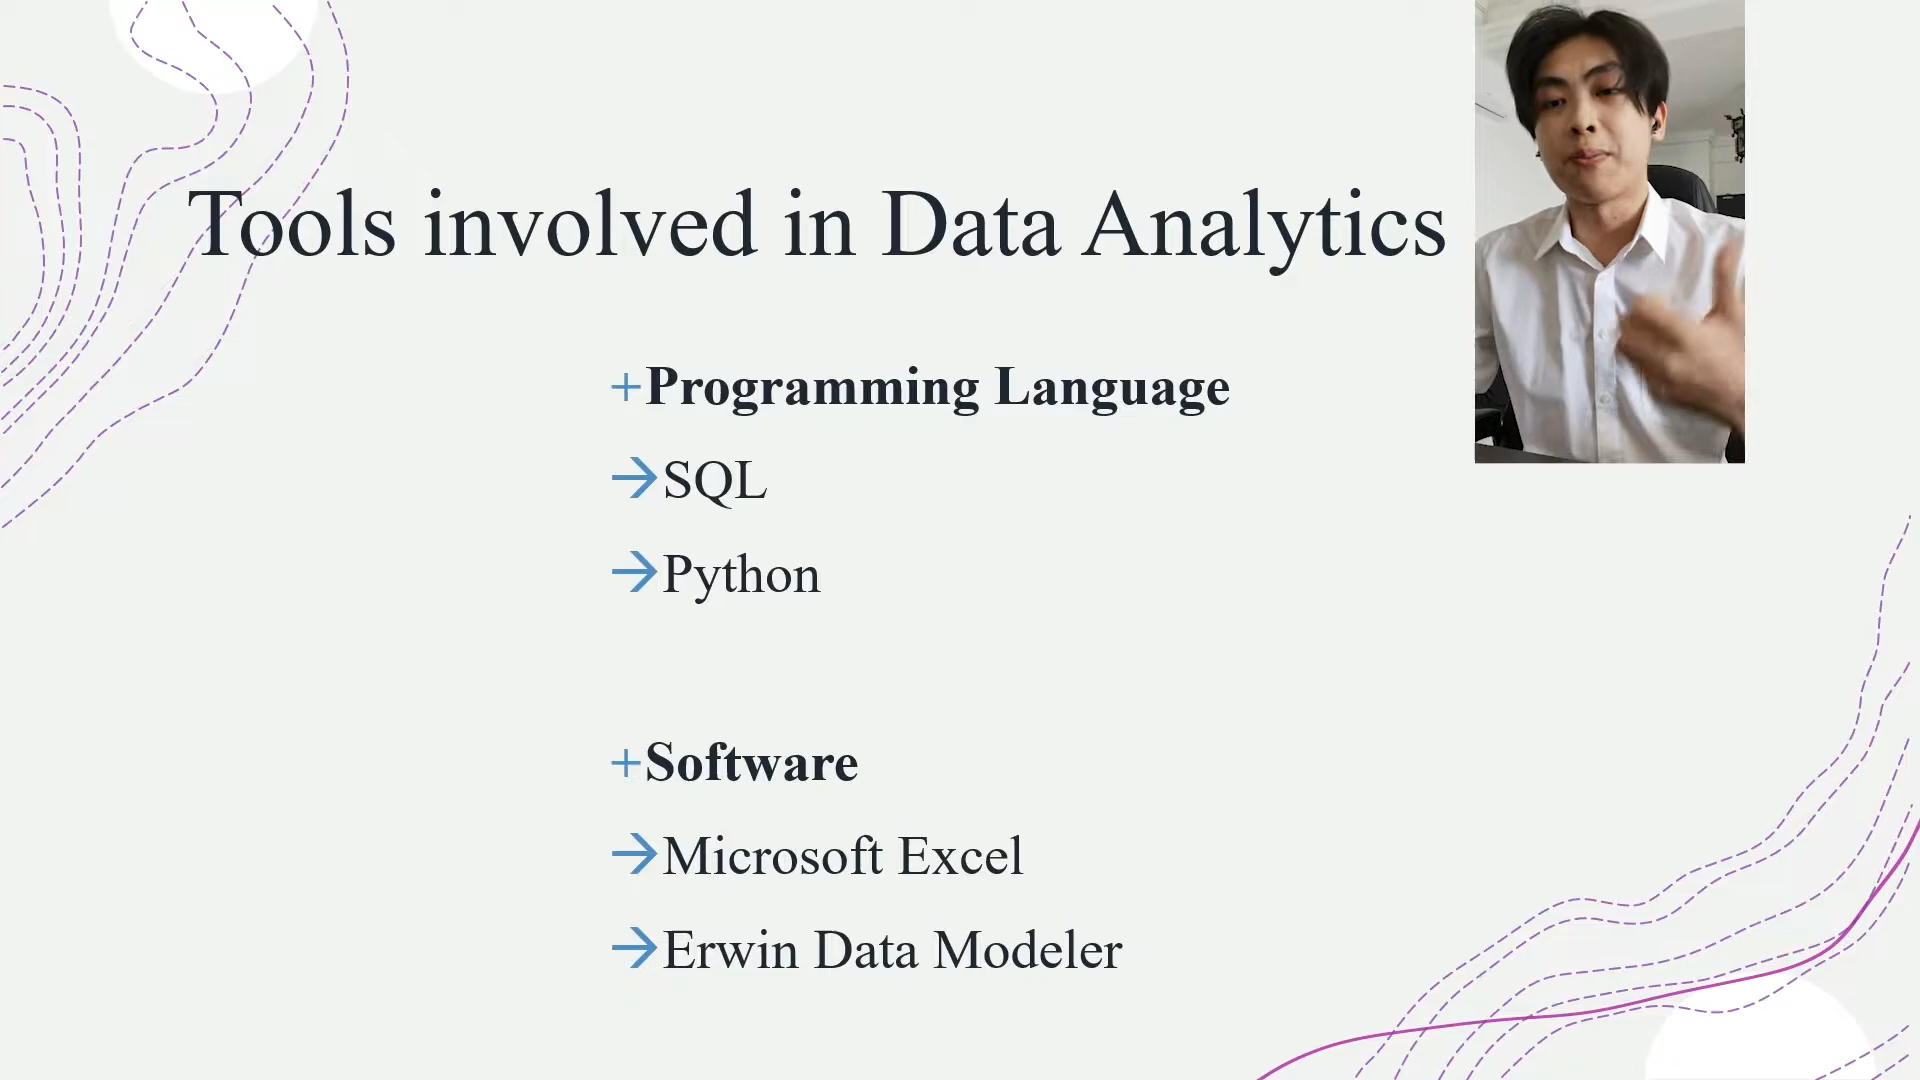 Tools involved in Data Analytics
+Programming Language
→SQL
→Python
+Software
→Microsoft Excel
→Erwin Data Modeler